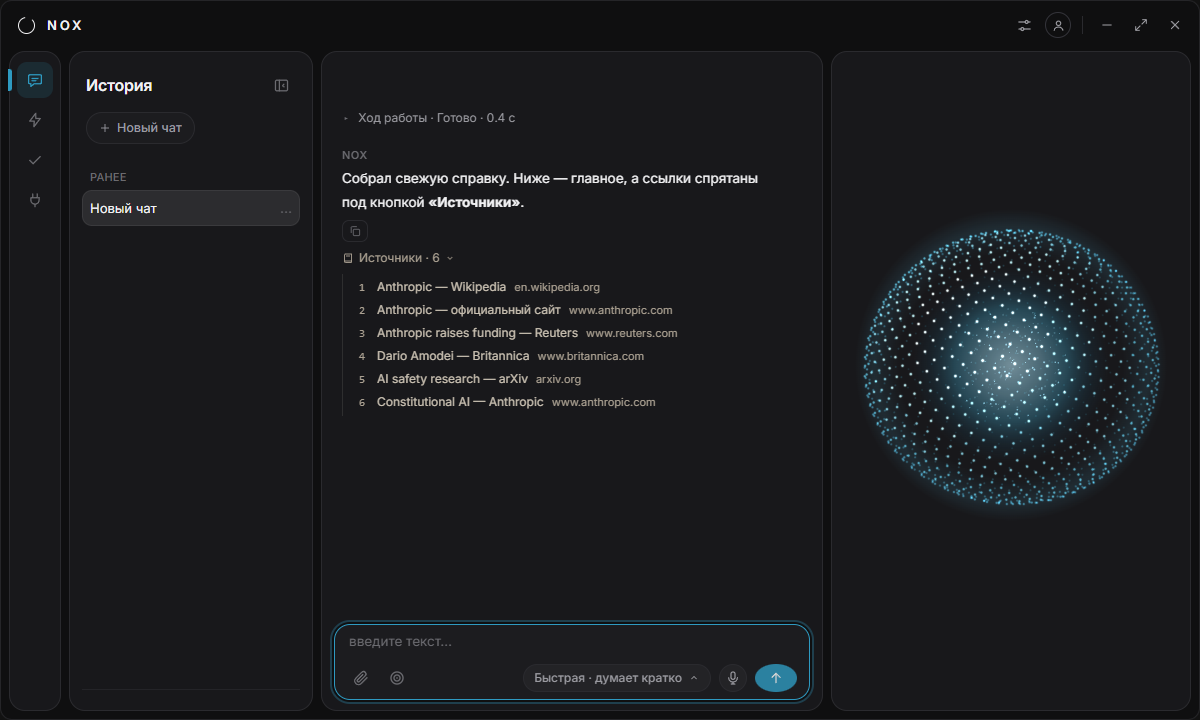 NOX
История
+ Новый чат
РАНЕЕ
Новый чат ...
Ход работы · Готово · 0.4 с
NOX
Собрал свежую справку. Ниже — главное, а ссылки спрятаны
под кнопкой «Источники».
Источники · 6
1 Anthropic — Wikipedia en.wikipedia.org
2 Anthropic — официальный сайт www.anthropic.com
3 Anthropic raises funding — Reuters www.reuters.com
4 Dario Amodei — Britannica www.britannica.com
5 AI safety research — arXiv arxiv.org
6 Constitutional AI — Anthropic www.anthropic.com
введите текст...
Быстрая · думает кратко